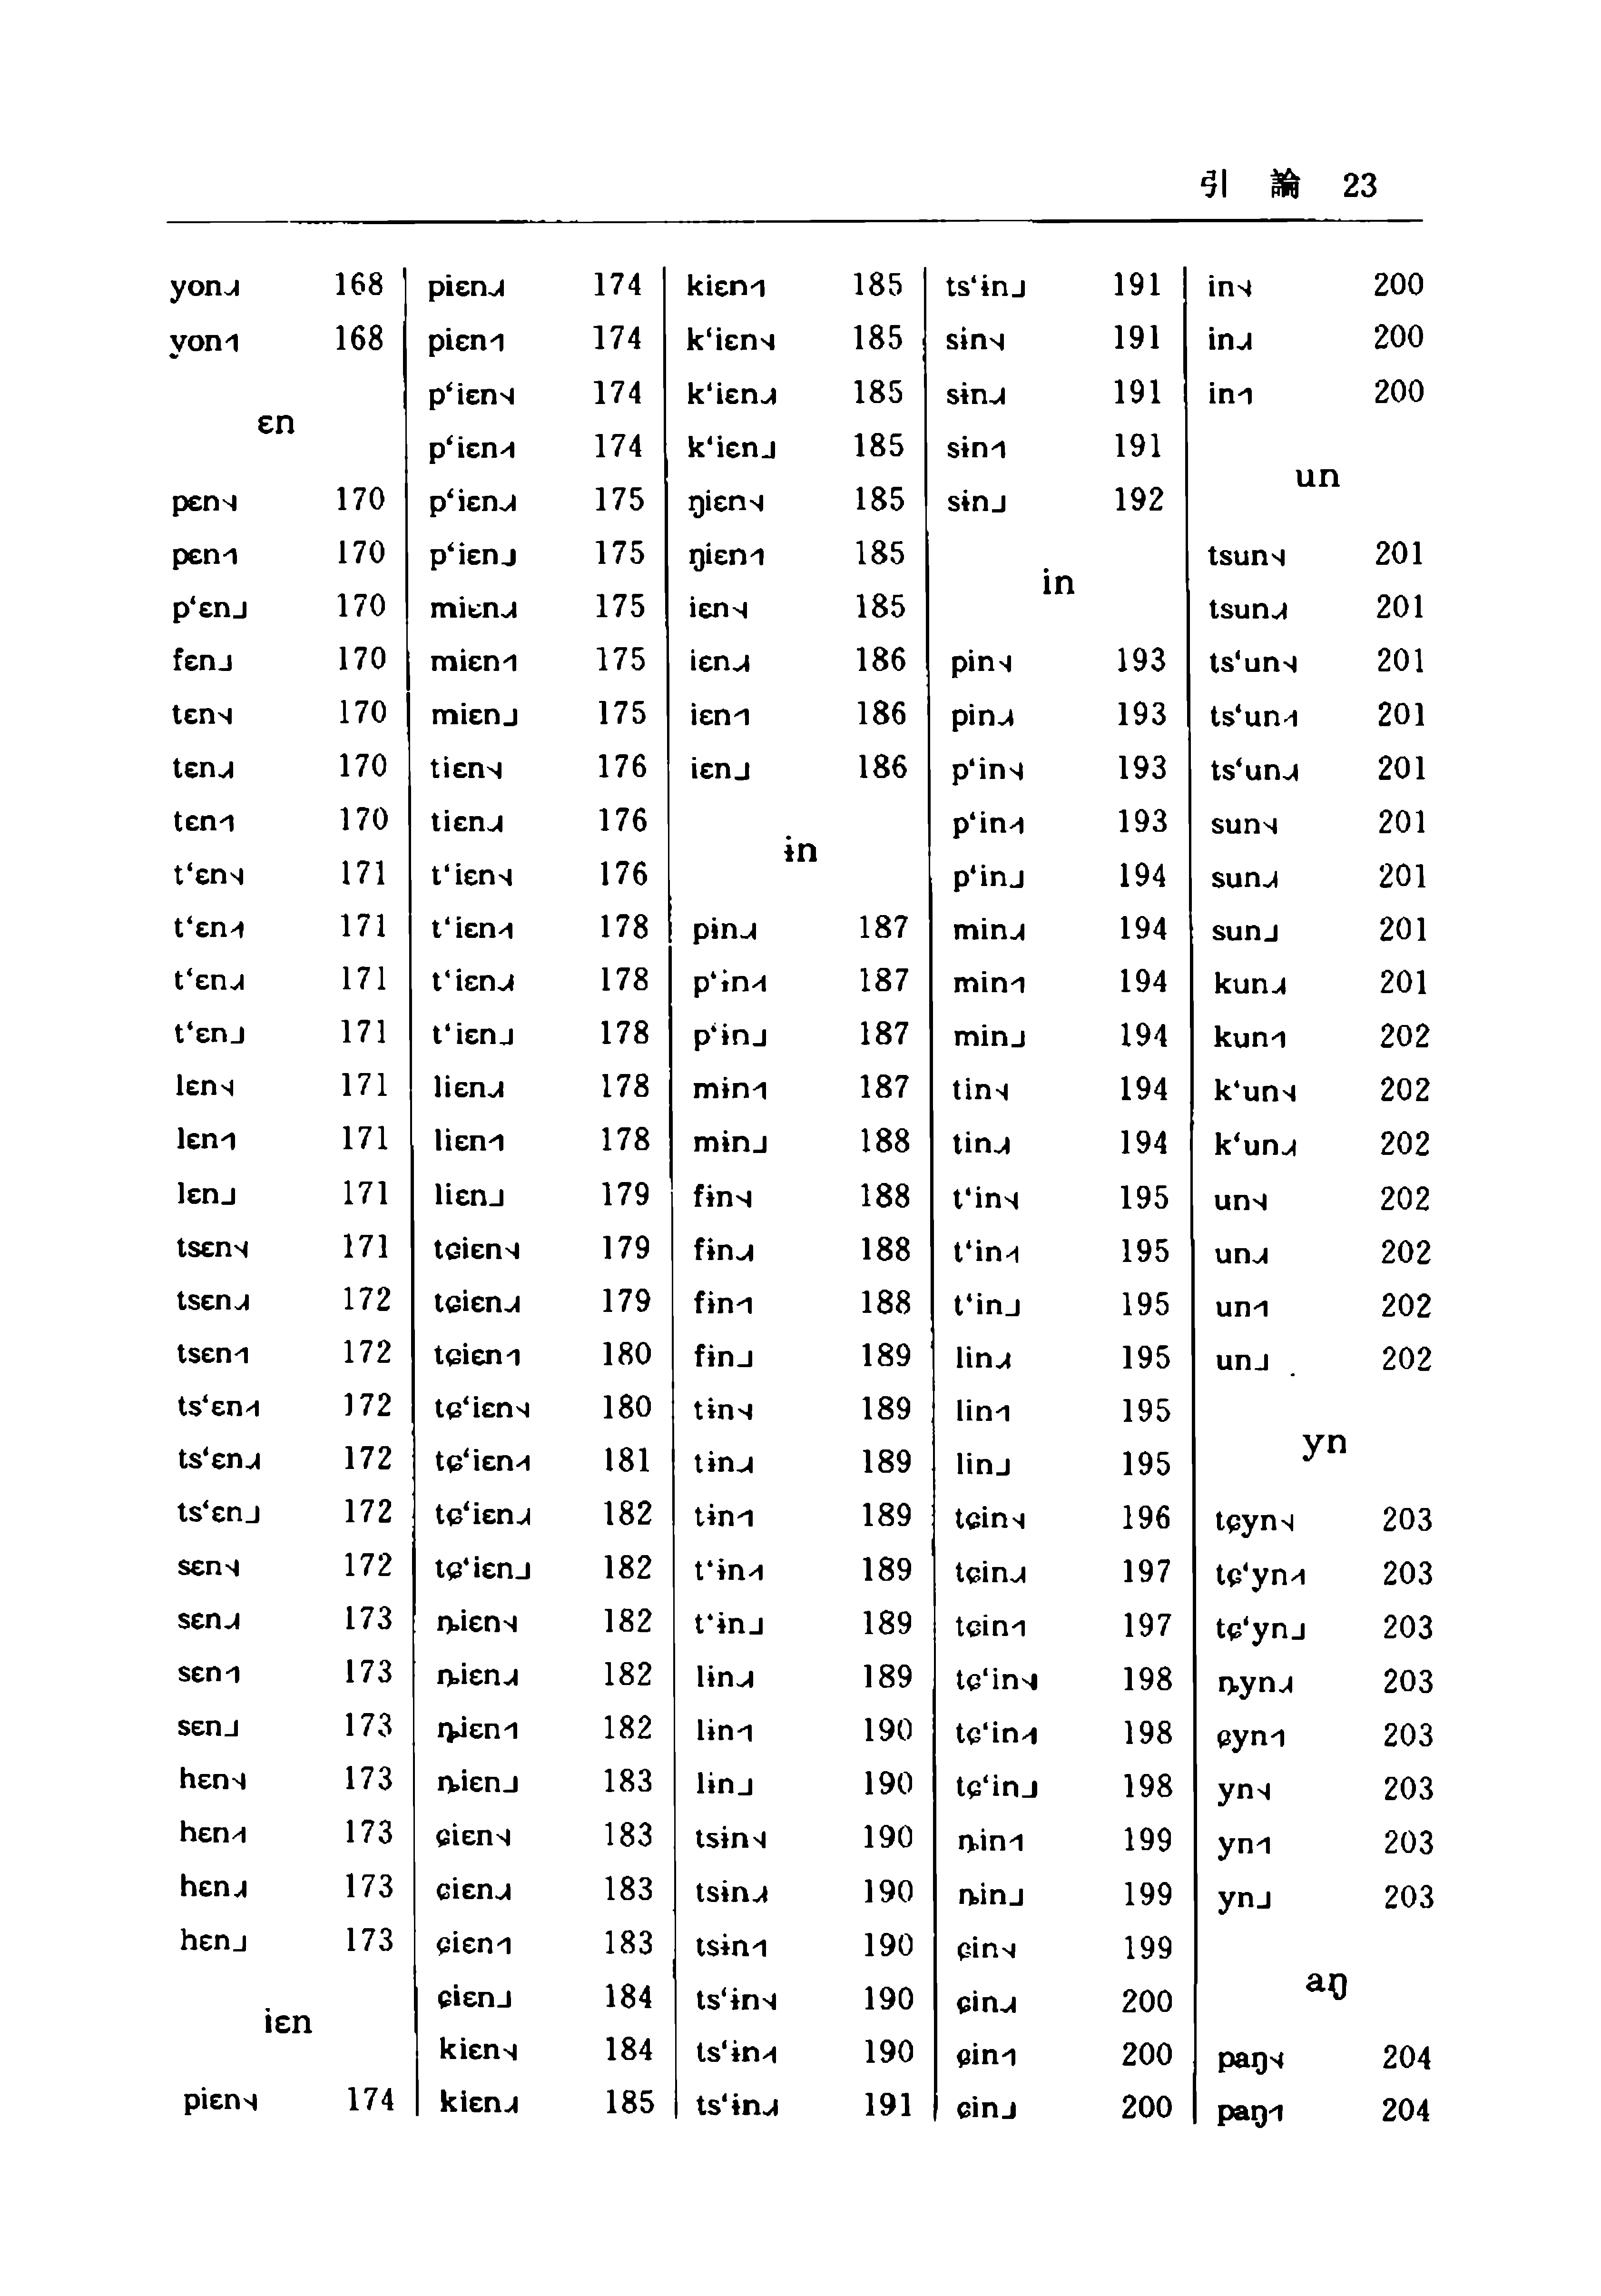 引 論 23
yon˨˩˧ 168
yon˦˥ 168
ɛn
pɛn˦˨ 170
pɛn˦˥ 170
p‘ɛn˩ 170
fɛn˩ 170
tɛn˦˨ 170
tɛn˨˩˧ 170
tɛn˦˥ 170
t‘ɛn˦˨ 171
t‘ɛn˨˦ 171
t‘ɛn˨˩˧ 171
t‘ɛn˩ 171
lɛn˦˨ 171
lɛn˦˥ 171
lɛn˩ 171
tsɛn˦˨ 171
tsɛn˨˩˧ 172
tsɛn˦˥ 172
ts‘ɛn˨˦ 172
ts‘ɛn˨˩˧ 172
ts‘ɛn˩ 172
sɛn˦˨ 172
sɛn˨˩˧ 173
sɛn˦˥ 173
sɛn˩ 173
hɛn˦˨ 173
hɛn˨˦ 173
hɛn˨˩˧ 173
hɛn˩ 173
iɛn
piɛn˦˨ 174
piɛn˨˩˧ 174
piɛn˦˥ 174
p‘iɛn˦˨ 174
p‘iɛn˨˦ 174
p‘iɛn˨˩˧ 175
p‘iɛn˩ 175
miɛn˨˩˧ 175
miɛn˦˥ 175
miɛn˩ 175
tiɛn˦˨ 176
tiɛn˨˩˧ 176
t‘iɛn˦˨ 176
t‘iɛn˨˦ 178
t‘iɛn˨˩˧ 178
t‘iɛn˩ 178
liɛn˨˩˧ 178
liɛn˦˥ 178
liɛn˩ 179
tɕiɛn˦˨ 179
tɕiɛn˨˩˧ 179
tɕiɛn˦˥ 180
tɕ‘iɛn˦˨ 180
tɕ‘iɛn˨˦ 181
tɕ‘iɛn˨˩˧ 182
tɕ‘iɛn˩ 182
ȵiɛn˦˨ 182
ȵiɛn˨˩˧ 182
ȵiɛn˦˥ 182
ȵiɛn˩ 183
ɕiɛn˦˨ 183
ɕiɛn˨˩˧ 183
ɕiɛn˦˥ 183
ɕiɛn˩ 184
kiɛn˦˨ 184
kiɛn˨˩˧ 185
kiɛn˦˥ 185
k‘iɛn˦˨ 185
k‘iɛn˨˩˧ 185
k‘iɛn˩ 185
ŋiɛn˦˨ 185
ŋiɛn˦˥ 185
iɛn˦˨ 185
iɛn˨˩˧ 186
iɛn˦˥ 186
iɛn˩ 186
ɨn
pɨn˨˩˧ 187
p‘ɨn˨˦ 187
p‘ɨn˩ 187
mɨn˦˥ 187
mɨn˩ 188
fɨn˦˨ 188
fɨn˨˩˧ 188
fɨn˦˥ 188
fɨn˩ 189
tɨn˦˨ 189
tɨn˨˩˧ 189
tɨn˦˥ 189
t‘ɨn˨˦ 189
t‘ɨn˩ 189
lɨn˨˩˧ 189
lɨn˦˥ 190
lɨn˩ 190
tsɨn˦˨ 190
tsɨn˨˩˧ 190
tsɨn˦˥ 190
ts‘ɨn˦˨ 190
ts‘ɨn˨˦ 190
ts‘ɨn˨˩˧ 191
ts‘ɨn˩ 191
sɨn˦˨ 191
sɨn˨˩˧ 191
sɨn˦˥ 191
sɨn˩ 192
in
pin˦˨ 193
pin˨˩˧ 193
p‘in˦˨ 193
p‘in˨˦ 193
p‘in˩ 194
min˨˩˧ 194
min˦˥ 194
min˩ 194
tin˦˨ 194
tin˨˩˧ 194
t‘in˦˨ 195
t‘in˨˦ 195
t‘in˩ 195
lin˨˩˧ 195
lin˦˥ 195
lin˩ 195
tɕin˦˨ 196
tɕin˨˩˧ 197
tɕin˦˥ 197
tɕ‘in˦˨ 198
tɕ‘in˨˦ 198
tɕ‘in˩ 198
ȵin˦˥ 199
ȵin˩ 199
ɕin˦˨ 199
ɕin˨˩˧ 200
ɕin˦˥ 200
ɕin˩ 200
in˦˨ 200
in˨˩˧ 200
in˦˥ 200
un
tsun˦˨ 201
tsun˨˩˧ 201
ts‘un˦˨ 201
ts‘un˨˦ 201
ts‘un˨˩˧ 201
sun˦˨ 201
sun˨˩˧ 201
sun˩ 201
kun˨˩˧ 201
kun˦˥ 202
k‘un˦˨ 202
k‘un˨˩˧ 202
un˦˨ 202
un˨˩˧ 202
un˦˥ 202
un˩ 202
yn
tɕyn˦˨ 203
tɕ‘yn˨˦ 203
tɕ‘yn˩ 203
ȵyn˨˩˧ 203
ɕyn˦˥ 203
yn˦˨ 203
yn˦˥ 203
yn˩ 203
aŋ
paŋ˦˨ 204
paŋ˦˥ 204